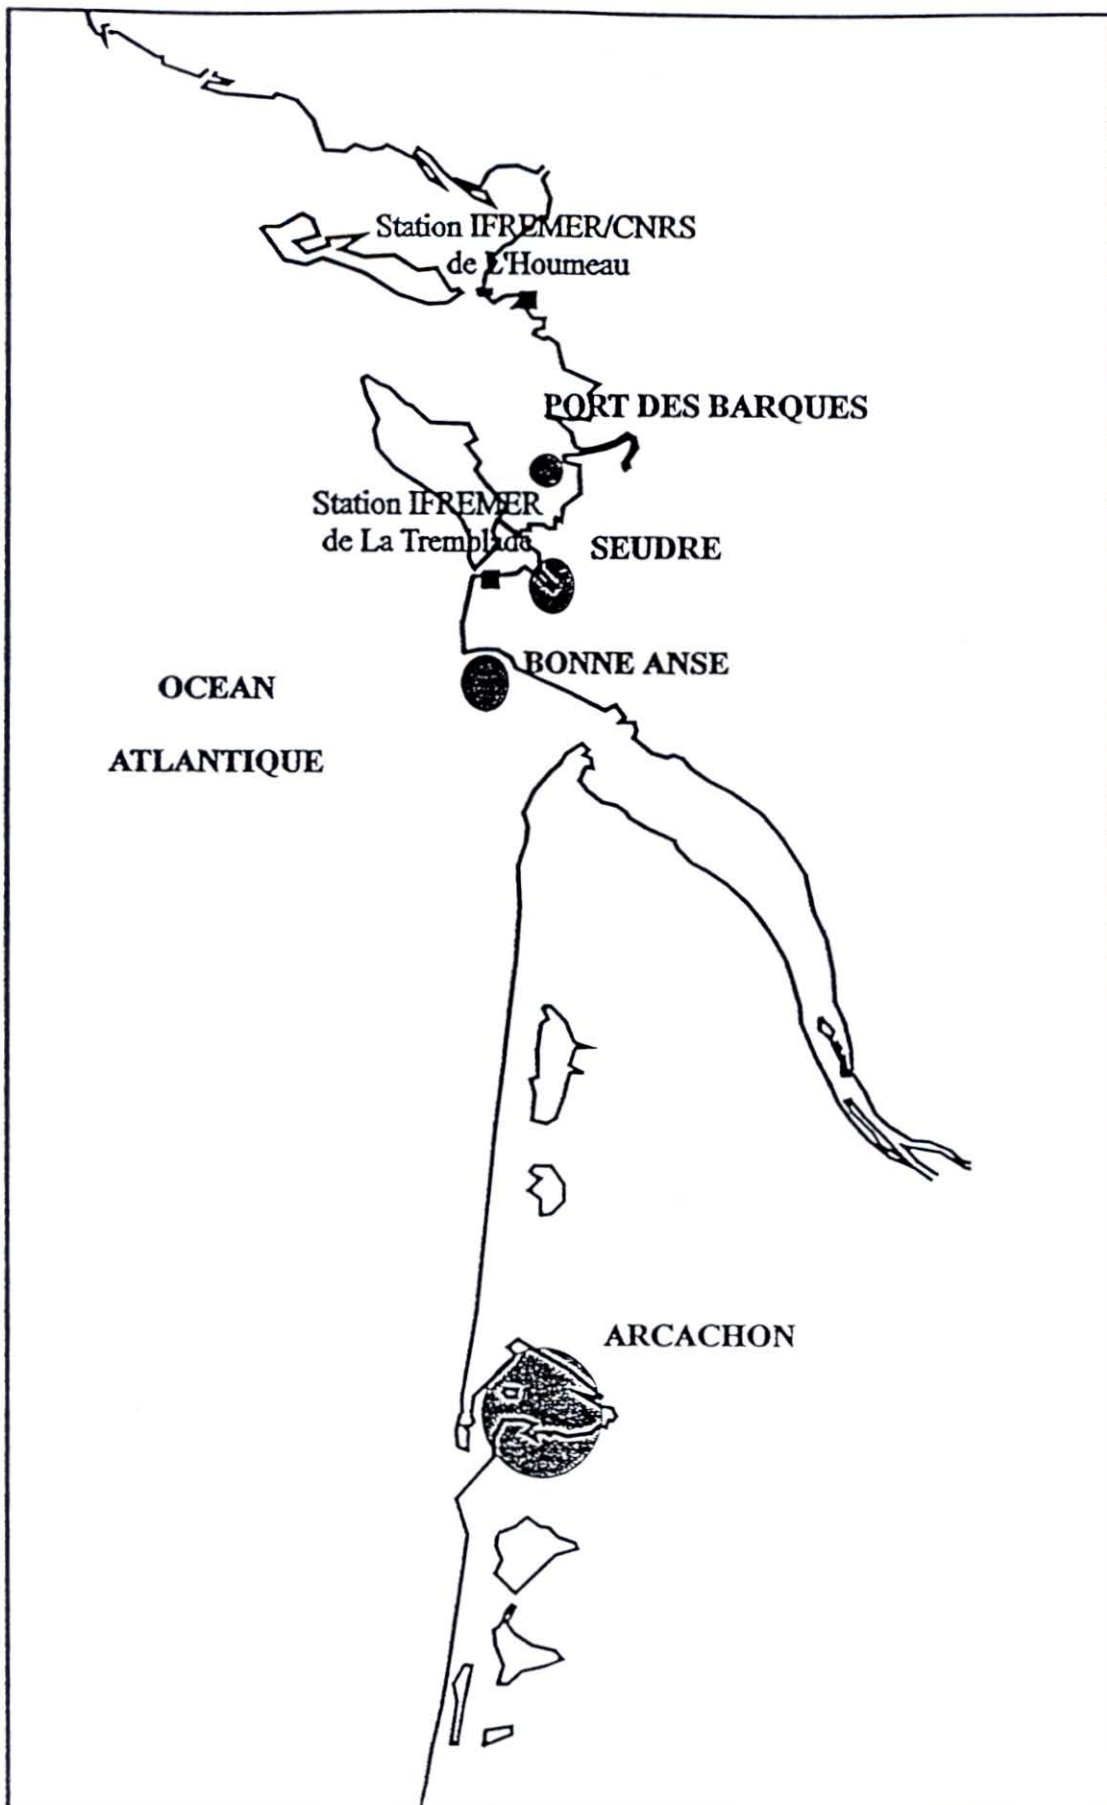 Station IFREMER/CNRS
de L'Houmeau
PORT DES BARQUES
Station IFREMER
de La Tremblade
SEUDRE
BONNE ANSE
OCEAN
ATLANTIQUE
ARCACHON